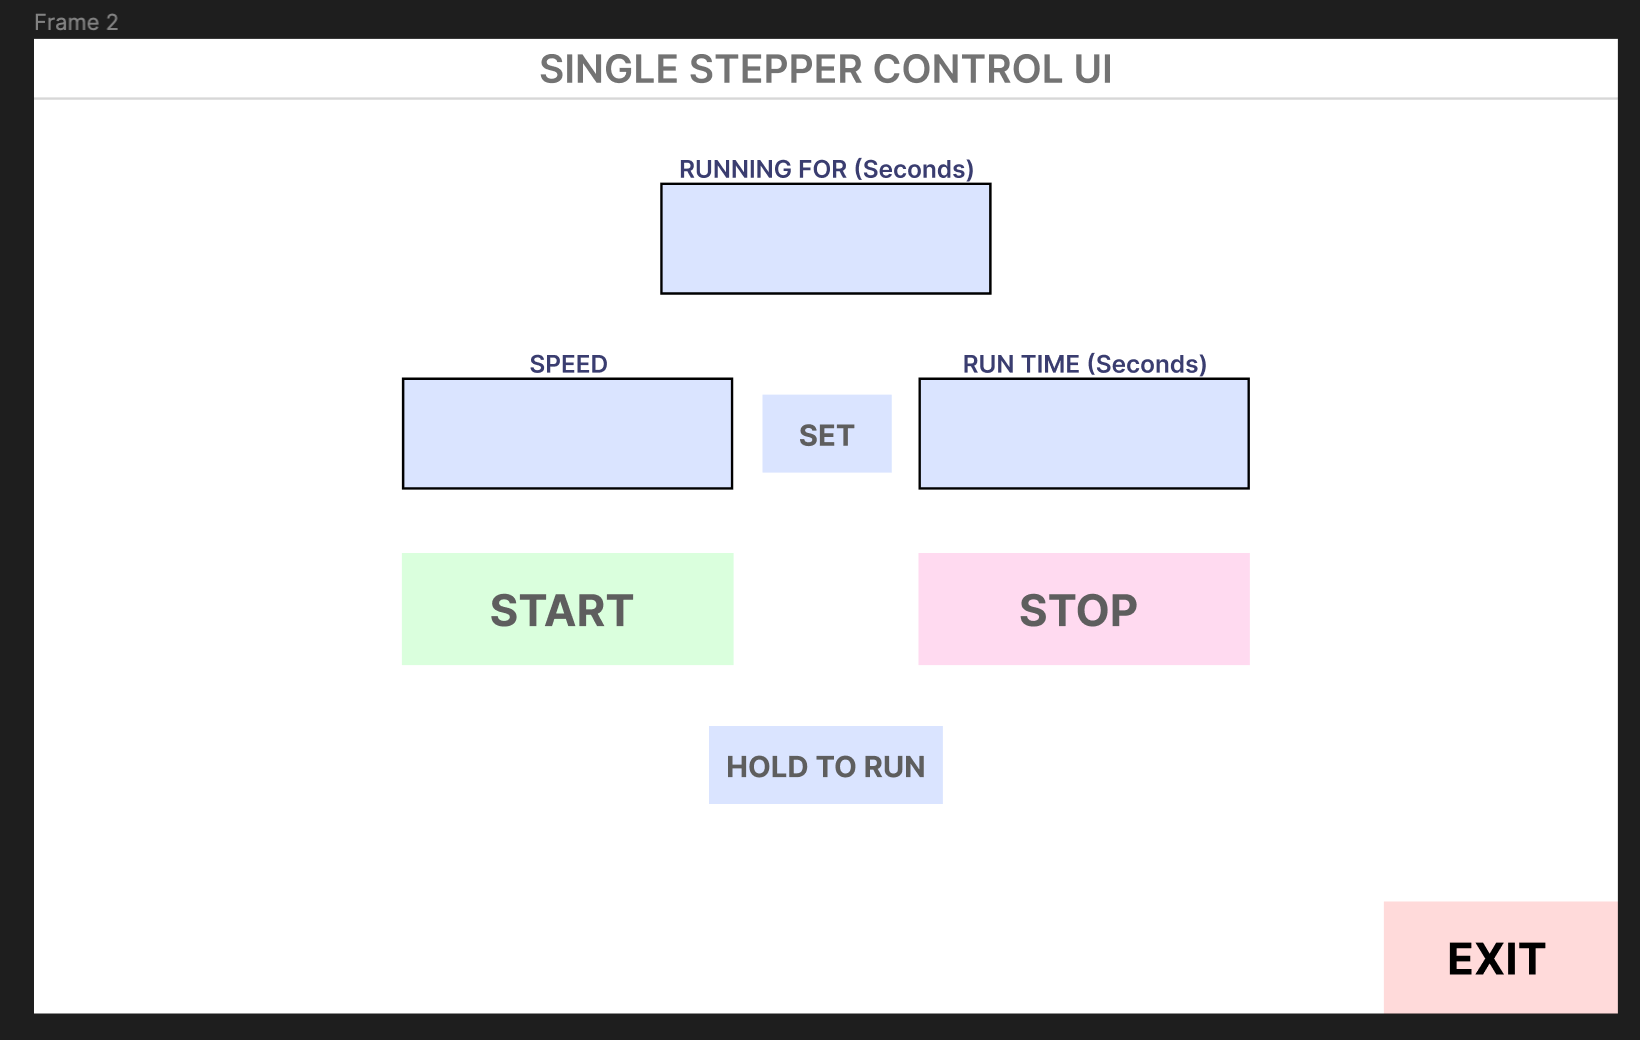 Frame 2
SINGLE STEPPER CONTROL UI
RUNNING FOR (Seconds)
SPEED
RUN TIME (Seconds)
SET
START
STOP
HOLD TO RUN
EXIT